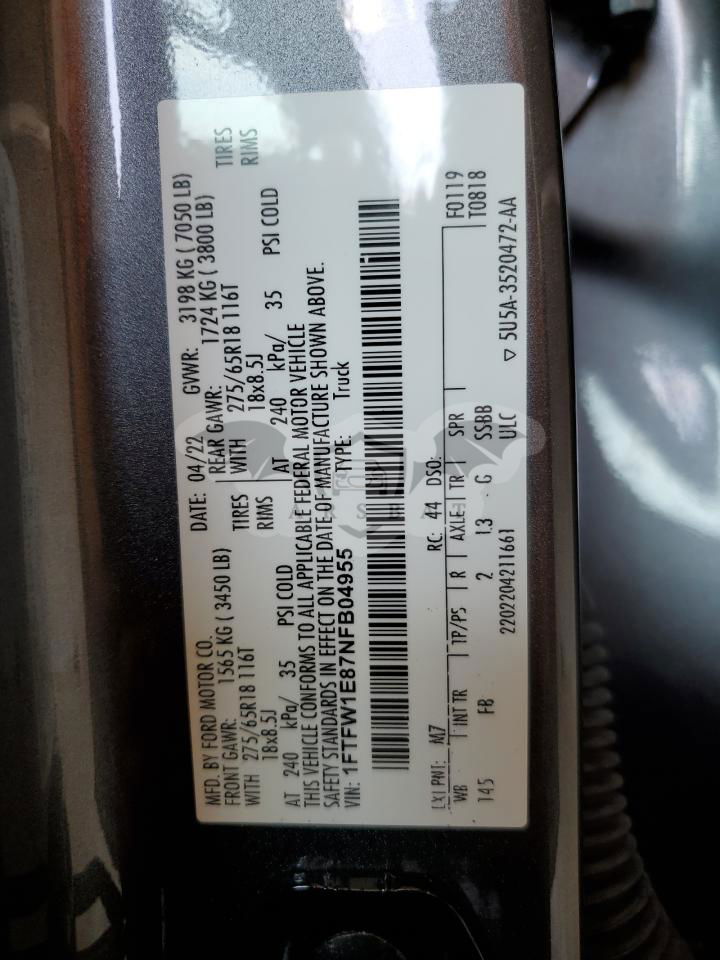 MFD. BY FORD MOTOR CO. DATE: 04/22 GVWR: 3198 KG ( 7050 LB)
FRONT GAWR: 1565 KG ( 3450 LB) REAR GAWR: 1724 KG ( 3800 LB)
WITH 275/65R18 116T TIRES WITH 275/65R18 116T TIRES
18x8.5J RIMS 18x8.5J RIMS
AT 240 kPa/ 35 PSI COLD AT 240 kPa/ 35 PSI COLD
THIS VEHICLE CONFORMS TO ALL APPLICABLE FEDERAL MOTOR VEHICLE
SAFETY STANDARDS IN EFFECT ON THE DATE OF MANUFACTURE SHOWN ABOVE.
VIN: 1FTFW1E87NFB04955 TYPE: Truck
F0119
T0818
EXT PNT: M7 RC: 44 DSO:
WB INT TR TP/PS R AXLE TR SPR
145 FB 2 13 G SSBB
2202204211661 ULC ▽ 5U5A-3520472-AA